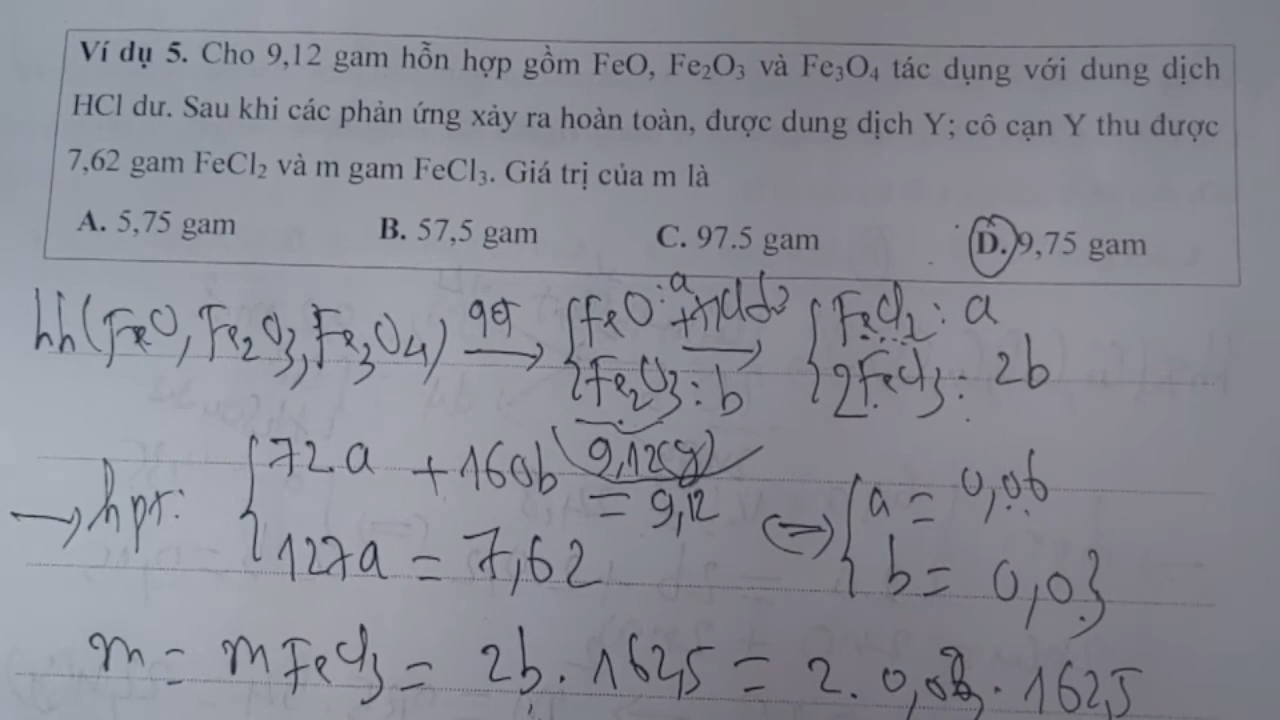 Ví dụ 5. Cho 9,12 gam hỗn hợp gồm FeO, Fe₂O₃ và Fe₃O₄ tác dụng với dung dịch
HCl dư. Sau khi các phản ứng xảy ra hoàn toàn, được dung dịch Y; cô cạn Y thu được
7,62 gam FeCl₂ và m gam FeCl₃. Giá trị của m là
A. 5,75 gam B. 57,5 gam C. 97.5 gam D. 9,75 gam
hh(FeO, Fe₂O₃, Fe₃O₄) qđ → { FeO: a +HCl dư → { FeCl₂: a
{ Fe₂O₃: b { 2FeCl₃: 2b
9,12(g)
→ hpt: { 72.a + 160b = 9,12 (⇔) { a = 0,06
{ 127a = 7,62 { b = 0,03
m = mFeCl₃ = 2b. 162,5 = 2. 0,03. 162,5